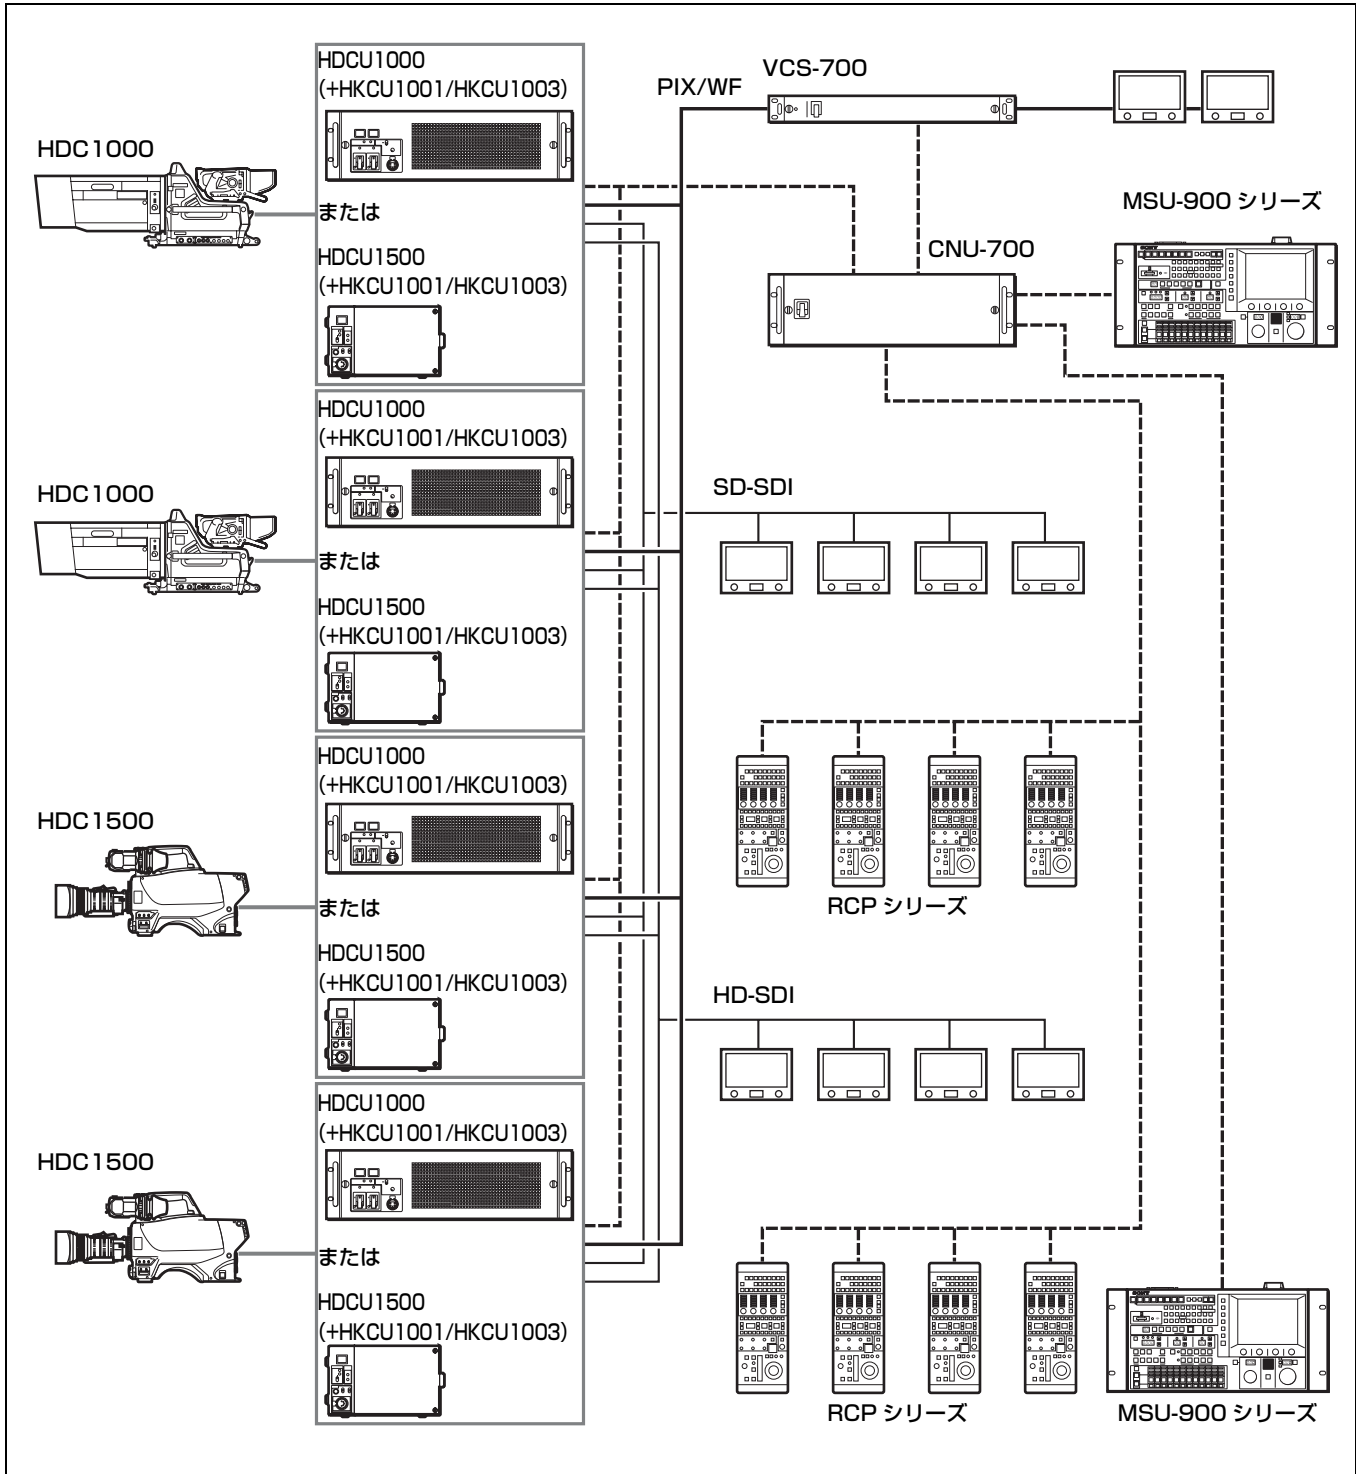 HDC1000
HDCU1000
(+HKCU1001/HKCU1003)
または
HDCU1500
(+HKCU1001/HKCU1003)
PIX/WF
VCS-700
CNU-700
MSU-900 シリーズ
SONY
HDC1000
HDCU1000
(+HKCU1001/HKCU1003)
または
HDCU1500
(+HKCU1001/HKCU1003)
SD-SDI
HDC1500
HDCU1000
(+HKCU1001/HKCU1003)
または
HDCU1500
(+HKCU1001/HKCU1003)
RCP シリーズ
HD-SDI
HDC1500
HDCU1000
(+HKCU1001/HKCU1003)
または
HDCU1500
(+HKCU1001/HKCU1003)
RCP シリーズ
SONY
MSU-900 シリーズ